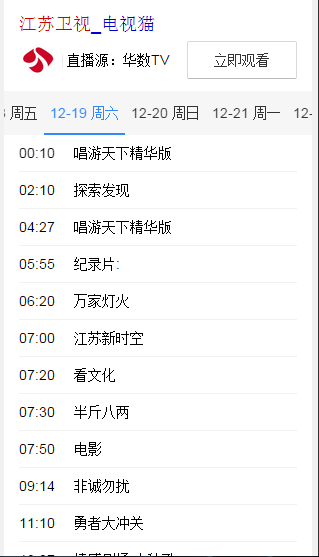 江苏卫视_电视猫
直播源：华数TV 立即观看
周五 12-19 周六 12-20 周日 12-21 周一 12-
00:10 唱游天下精华版
02:10 探索发现
04:27 唱游天下精华版
05:55 纪录片:
06:20 万家灯火
07:00 江苏新时空
07:20 看文化
07:30 半斤八两
07:50 电影
09:14 非诚勿扰
11:10 勇者大冲关